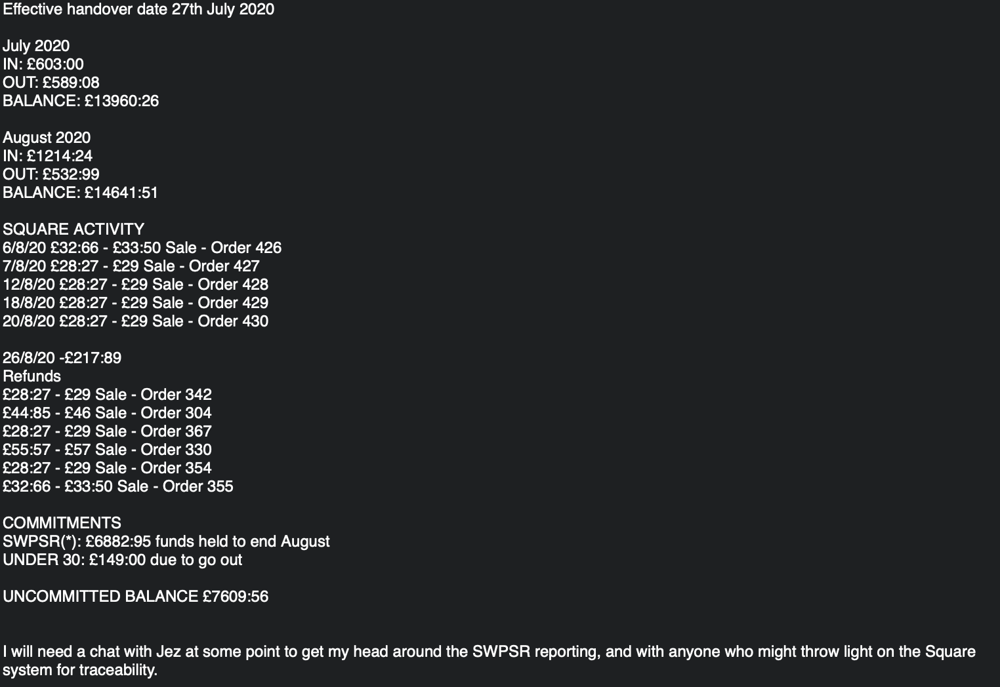 Effective handover date 27th July 2020
July 2020
IN: £603:00
OUT: £589:08
BALANCE: £13960:26
August 2020
IN: £1214:24
OUT: £532:99
BALANCE: £14641:51
SQUARE ACTIVITY
6/8/20 £32:66 - £33:50 Sale - Order 426
7/8/20 £28:27 - £29 Sale - Order 427
12/8/20 £28:27 - £29 Sale - Order 428
18/8/20 £28:27 - £29 Sale - Order 429
20/8/20 £28:27 - £29 Sale - Order 430
26/8/20 -£217:89
Refunds
£28:27 - £29 Sale - Order 342
£44:85 - £46 Sale - Order 304
£28:27 - £29 Sale - Order 367
£55:57 - £57 Sale - Order 330
£28:27 - £29 Sale - Order 354
£32:66 - £33:50 Sale - Order 355
COMMITMENTS
SWPSR(*): £6882:95 funds held to end August
UNDER 30: £149:00 due to go out
UNCOMMITTED BALANCE £7609:56
I will need a chat with Jez at some point to get my head around the SWPSR reporting, and with anyone who might throw light on the Square
system for traceability.